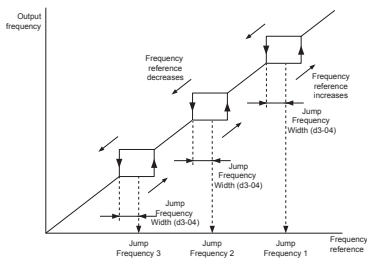 Output
frequency
Frequency
reference
decreases
Frequency
reference
increases
Jump
Frequency
Width (d3-04)
Jump
Frequency
Width (d3-04)
Jump
Frequency
Width (d3-04)
Jump
Frequency 3
Jump
Frequency 2
Jump
Frequency 1
Frequency
reference